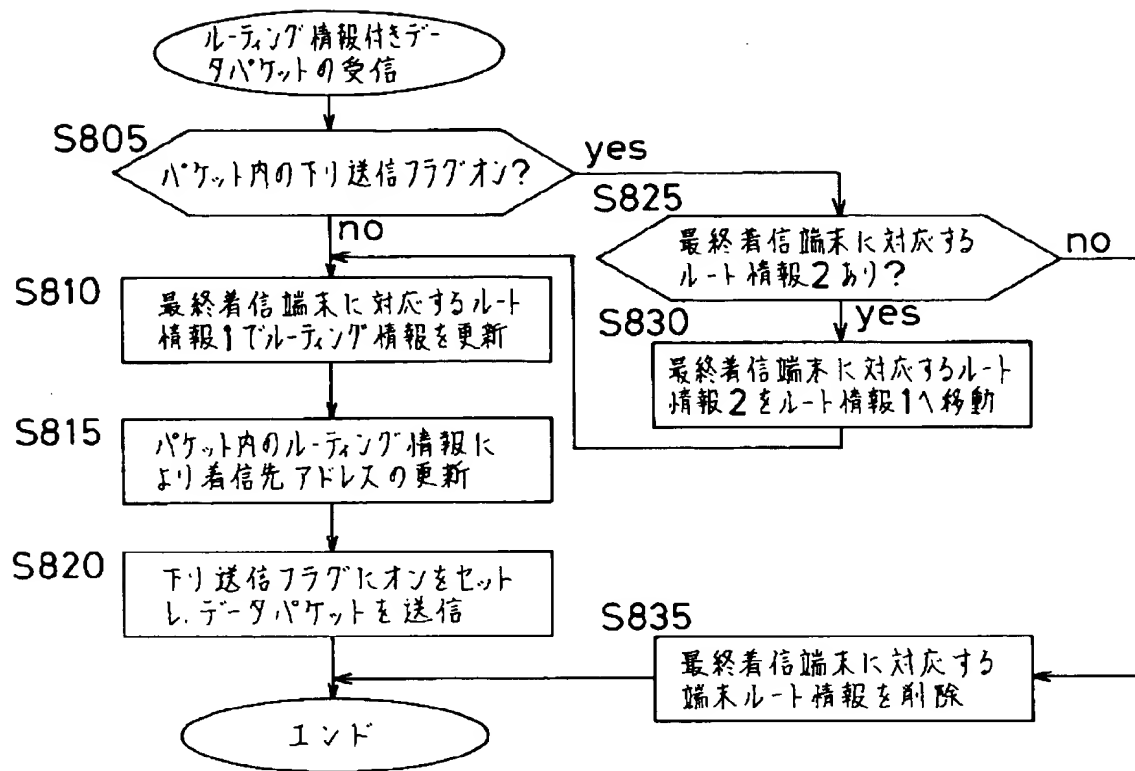 ルーティング情報付きデー
タパケットの受信
S805
パケット内の下り送信フラグオン?
yes
no
S825
最終着信端末に対応する
ルート情報2あり?
no
yes
S810
最終着信端末に対応するルート
情報1でルーティング情報を更新
S830
最終着信端末に対応するルート
情報2をルート情報1へ移動
S815
パケット内のルーティング情報に
より着信先アドレスの更新
S820
下り送信フラグにオンをセット
し、データパケットを送信
S835
最終着信端末に対応する
端末ルート情報を削除
エンド